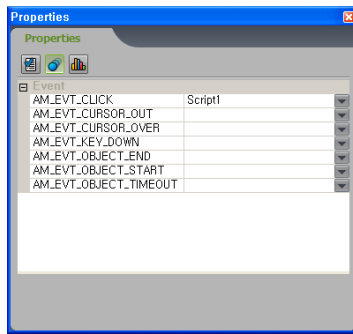 Properties
Properties
Event
AM_EVT_CLICK Script1
AM_EVT_CURSOR_OUT
AM_EVT_CURSOR_OVER
AM_EVT_KEY_DOWN
AM_EVT_OBJECT_END
AM_EVT_OBJECT_START
AM_EVT_OBJECT_TIMEOUT